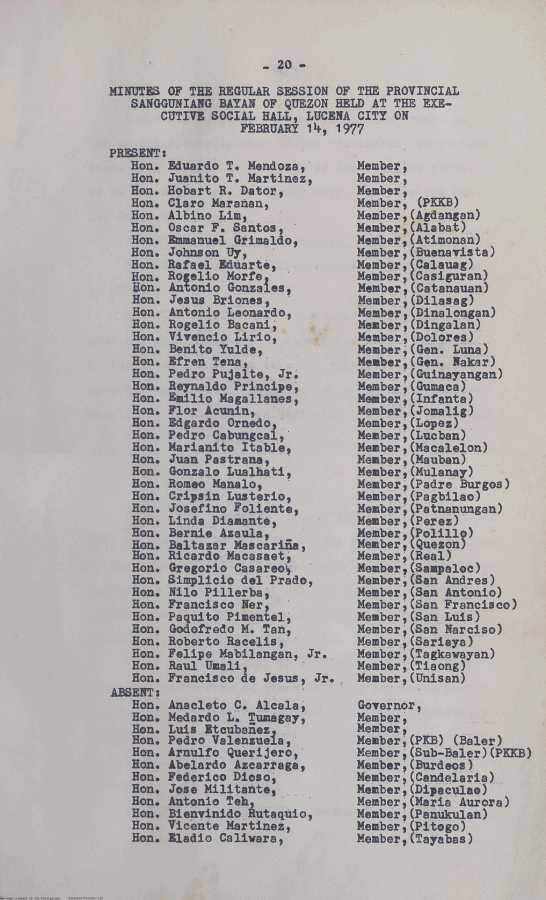 - 20 -
MINUTES OF THE REGULAR SESSION OF THE PROVINCIAL
SANGGUNIANG BAYAN OF QUEZON HELD AT THE EXE-
CUTIVE SOCIAL HALL, LUCENA CITY ON
FEBRUARY 14, 1977
PRESENT:
Hon. Eduardo T. Mendoza, Member,
Hon. Juanito T. Martinez, Member,
Hon. Hobart R. Dator, Member,
Hon. Claro Maranan, Member, (PKKB)
Hon. Albino Lim, Member,(Agdangan)
Hon. Oscar F. Santos, Member,(Alabat)
Hon. Emmanuel Grimaldo, Member,(Atimonan)
Hon. Johnson Uy, Member,(Buenavista)
Hon. Rafael Eduarte, Member,(Calauag)
Hon. Rogelio Morfe, Member,(Casiguran)
Hon. Antonio Gonzales, Member,(Catanauan)
Hon. Jesus Briones, Member,(Dilasag)
Hon. Antonio Leonardo, Member,(Dinalongan)
Hon. Rogelio Bacani, Member,(Dingalan)
Hon. Vivencio Lirio, Member,(Dolores)
Hon. Benito Yulde, Member,(Gen. Luna)
Hon. Efren Tena, Member,(Gen. Nakar)
Hon. Pedro Pujalte, Jr. Member,(Guinayangan)
Hon. Reynaldo Principe, Member,(Gumaca)
Hon. Emilio Magallanes, Member,(Infanta)
Hon. Flor Acunin, Member,(Jomalig)
Hon. Edgardo Ornedo, Member,(Lopez)
Hon. Pedro Cabungcal, Member,(Lucban)
Hon. Marianito Itable, Member,(Macalelon)
Hon. Juan Pastrana, Member,(Mauban)
Hon. Gonzalo Lualhati, Member,(Mulanay)
Hon. Romeo Manalo, Member,(Padre Burgos)
Hon. Cripsin Lusterio, Member,(Pagbilao)
Hon. Josefino Foliente, Member,(Patnanungan)
Hon. Linda Diamante, Member,(Perez)
Hon. Bernie Azaula, Member,(Polillo)
Hon. Baltazar Mascariña, Member,(Quezon)
Hon. Ricardo Macasaet, Member,(Real)
Hon. Gregorio Casareo, Member,(Sampaloc)
Hon. Simplicio del Prado, Member,(San Andres)
Hon. Nilo Pillerba, Member,(San Antonio)
Hon. Francisco Ner, Member,(San Francisco)
Hon. Paquito Pimentel, Member,(San Luis)
Hon. Godofredo M. Tan, Member,(San Narciso)
Hon. Roberto Racelis, Member,(Sariaya)
Hon. Felipe Mabilangan, Jr. Member,(Tagkawayan)
Hon. Raul Umali, Member,(Tiaong)
Hon. Francisco de Jesus, Jr. Member,(Unisan)
ABSENT:
Hon. Anacleto C. Alcala, Governor,
Hon. Medardo L. Tumagay, Member,
Hon. Luis Etcubañez, Member,
Hon. Pedro Valenzuela, Member,(PKB) (Baler)
Hon. Arnulfo Querijero, Member,(Sub-Baler)(PKKB)
Hon. Abelardo Azcarraga, Member,(Burdeos)
Hon. Federico Dioso, Member,(Candelaria)
Hon. Jose Militante, Member,(Dipaculao)
Hon. Antonio Teh, Member,(Maria Aurora)
Hon. Bienvinido Rutaquio, Member,(Panukulan)
Hon. Vicente Martinez, Member,(Pitogo)
Hon. Eladio Caliwara, Member,(Tayabas)